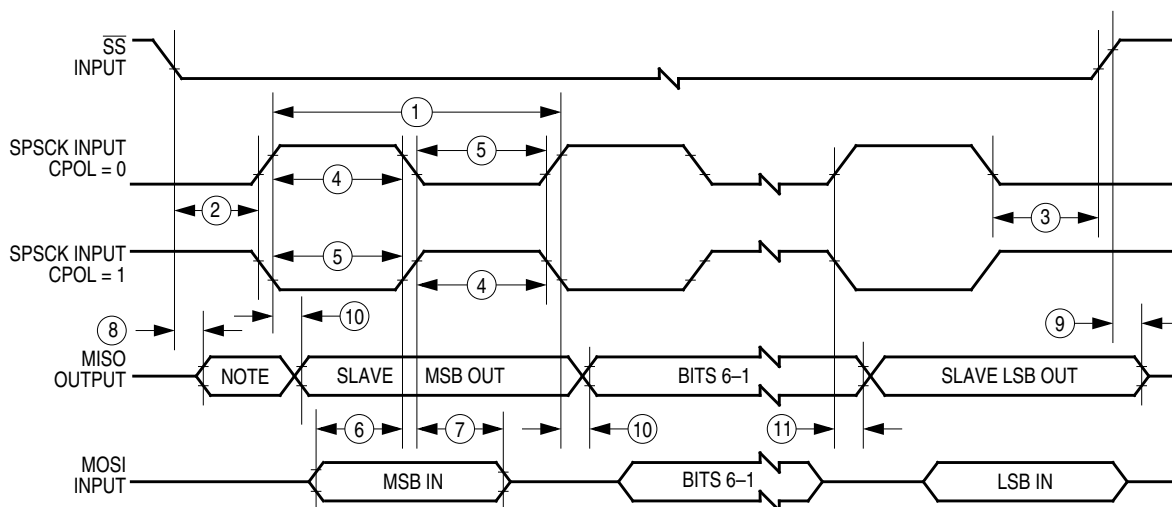 SS
INPUT
1
SPSCK INPUT
CPOL = 0
5
4
2
3
SPSCK INPUT
CPOL = 1
5
4
8
10
9
MISO
OUTPUT
NOTE
SLAVE MSB OUT
BITS 6–1
SLAVE LSB OUT
6
7
10
11
MOSI
INPUT
MSB IN
BITS 6–1
LSB IN